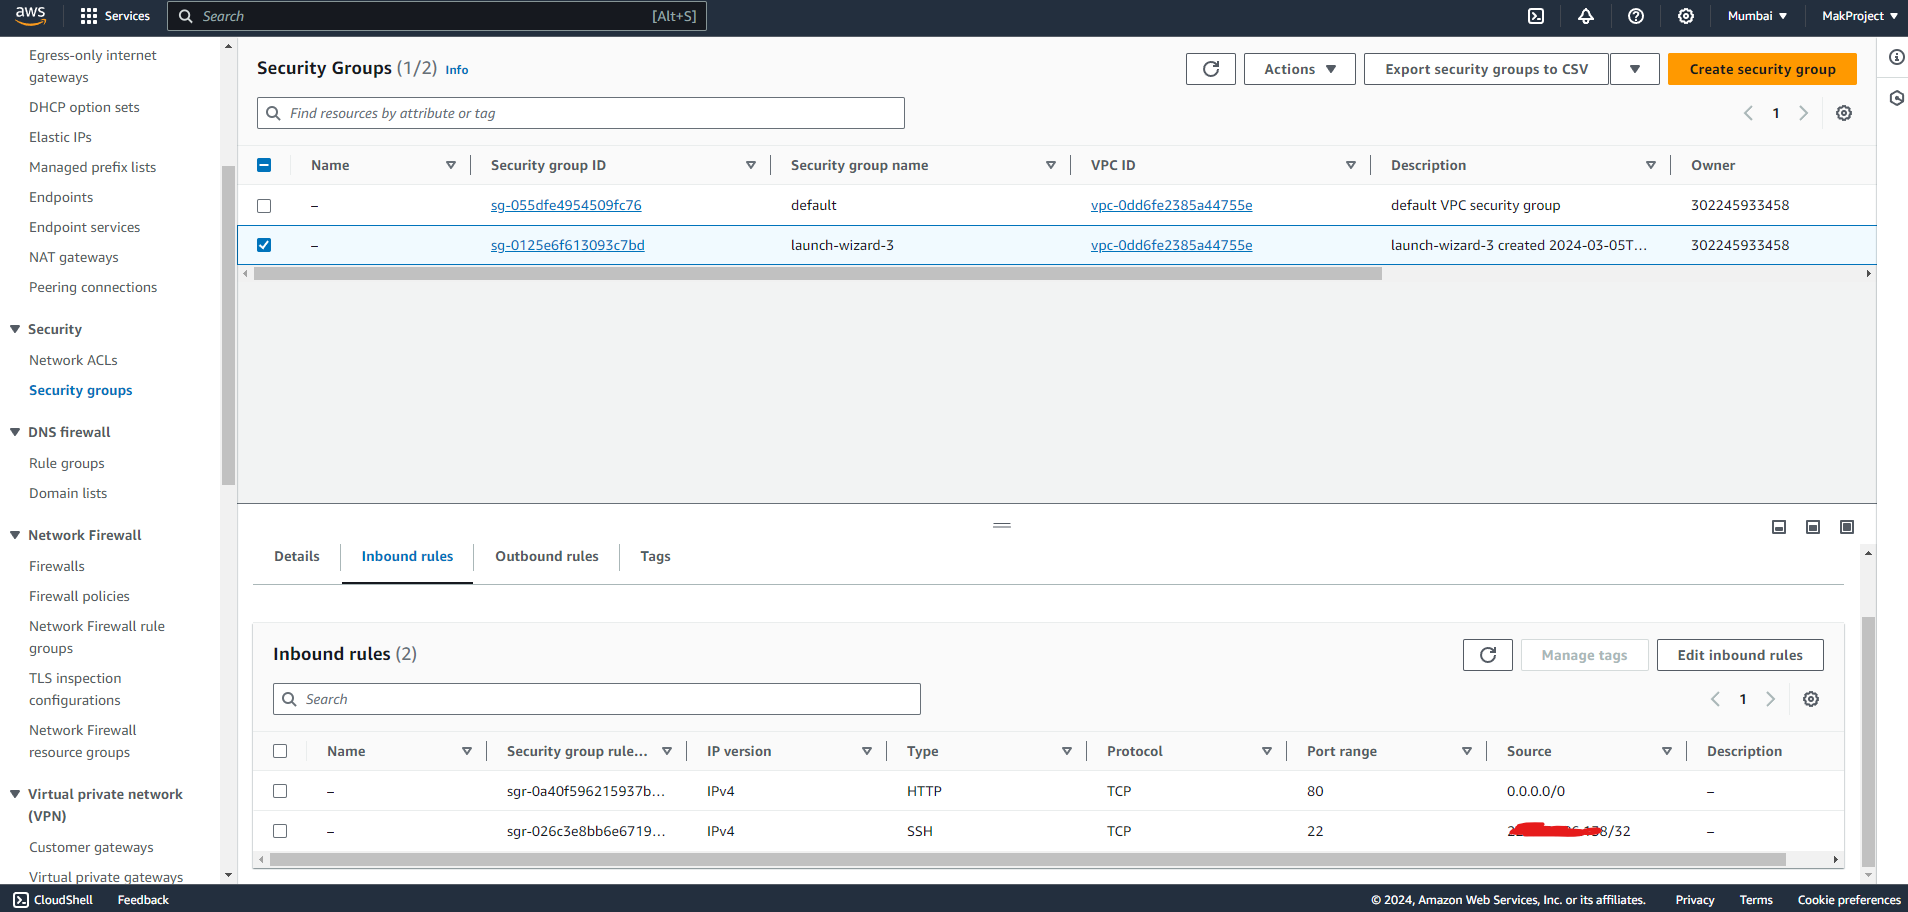 aws
Services
Search
[Alt+S]
Mumbai
MakProject
Egress-only internet
gateways
DHCP option sets
Elastic IPs
Managed prefix lists
Endpoints
Endpoint services
NAT gateways
Peering connections
Security
Network ACLs
Security groups
DNS firewall
Rule groups
Domain lists
Network Firewall
Firewalls
Firewall policies
Network Firewall rule
groups
TLS inspection
configurations
Network Firewall
resource groups
Virtual private network
(VPN)
Customer gateways
Virtual private gateways
Security Groups (1/2) Info
Actions
Export security groups to CSV
Create security group
Find resources by attribute or tag
1
Name Security group ID Security group name VPC ID Description Owner
– sg-055dfe4954509fc76 default vpc-0dd6fe2385a44755e default VPC security group 302245933458
– sg-0125e6f613093c7bd launch-wizard-3 vpc-0dd6fe2385a44755e launch-wizard-3 created 2024-03-05T... 302245933458
Details Inbound rules Outbound rules Tags
Inbound rules (2)
Manage tags
Edit inbound rules
Search
1
Name Security group rule... IP version Type Protocol Port range Source Description
– sgr-0a40f596215937b... IPv4 HTTP TCP 80 0.0.0.0/0 –
– sgr-026c3e8bb6e6719... IPv4 SSH TCP 22 /32 –
CloudShell Feedback
© 2024, Amazon Web Services, Inc. or its affiliates. Privacy Terms Cookie preferences